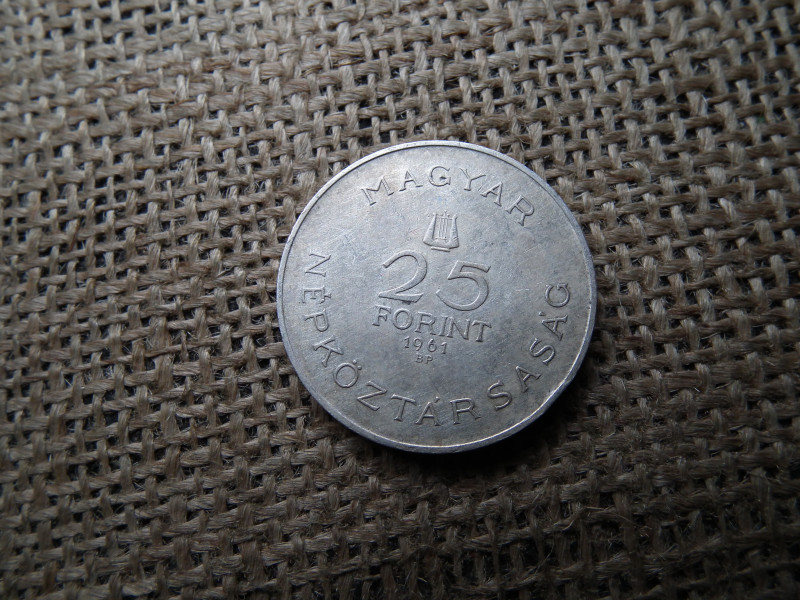 MAGYAR
25
FORINT
1961
BP
NÉPKÖZTÁRSASÁG